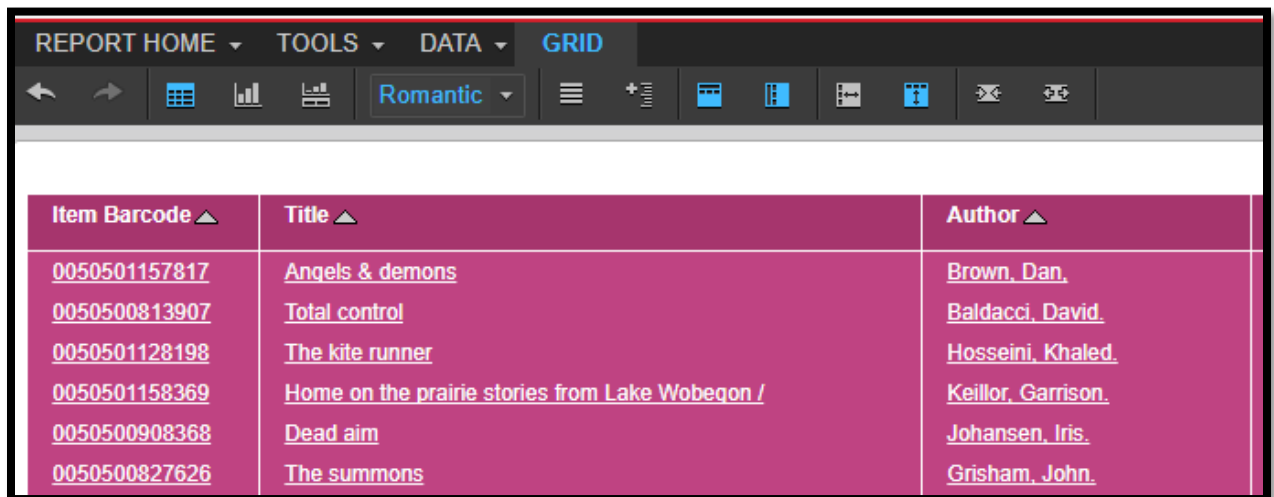 REPORT HOME TOOLS DATA GRID
Romantic
Item Barcode Title Author
0050501157817 Angels & demons Brown, Dan,
0050500813907 Total control Baldacci, David.
0050501128198 The kite runner Hosseini, Khaled.
0050501158369 Home on the prairie stories from Lake Wobegon / Keillor, Garrison.
0050500908368 Dead aim Johansen, Iris.
0050500827626 The summons Grisham, John.